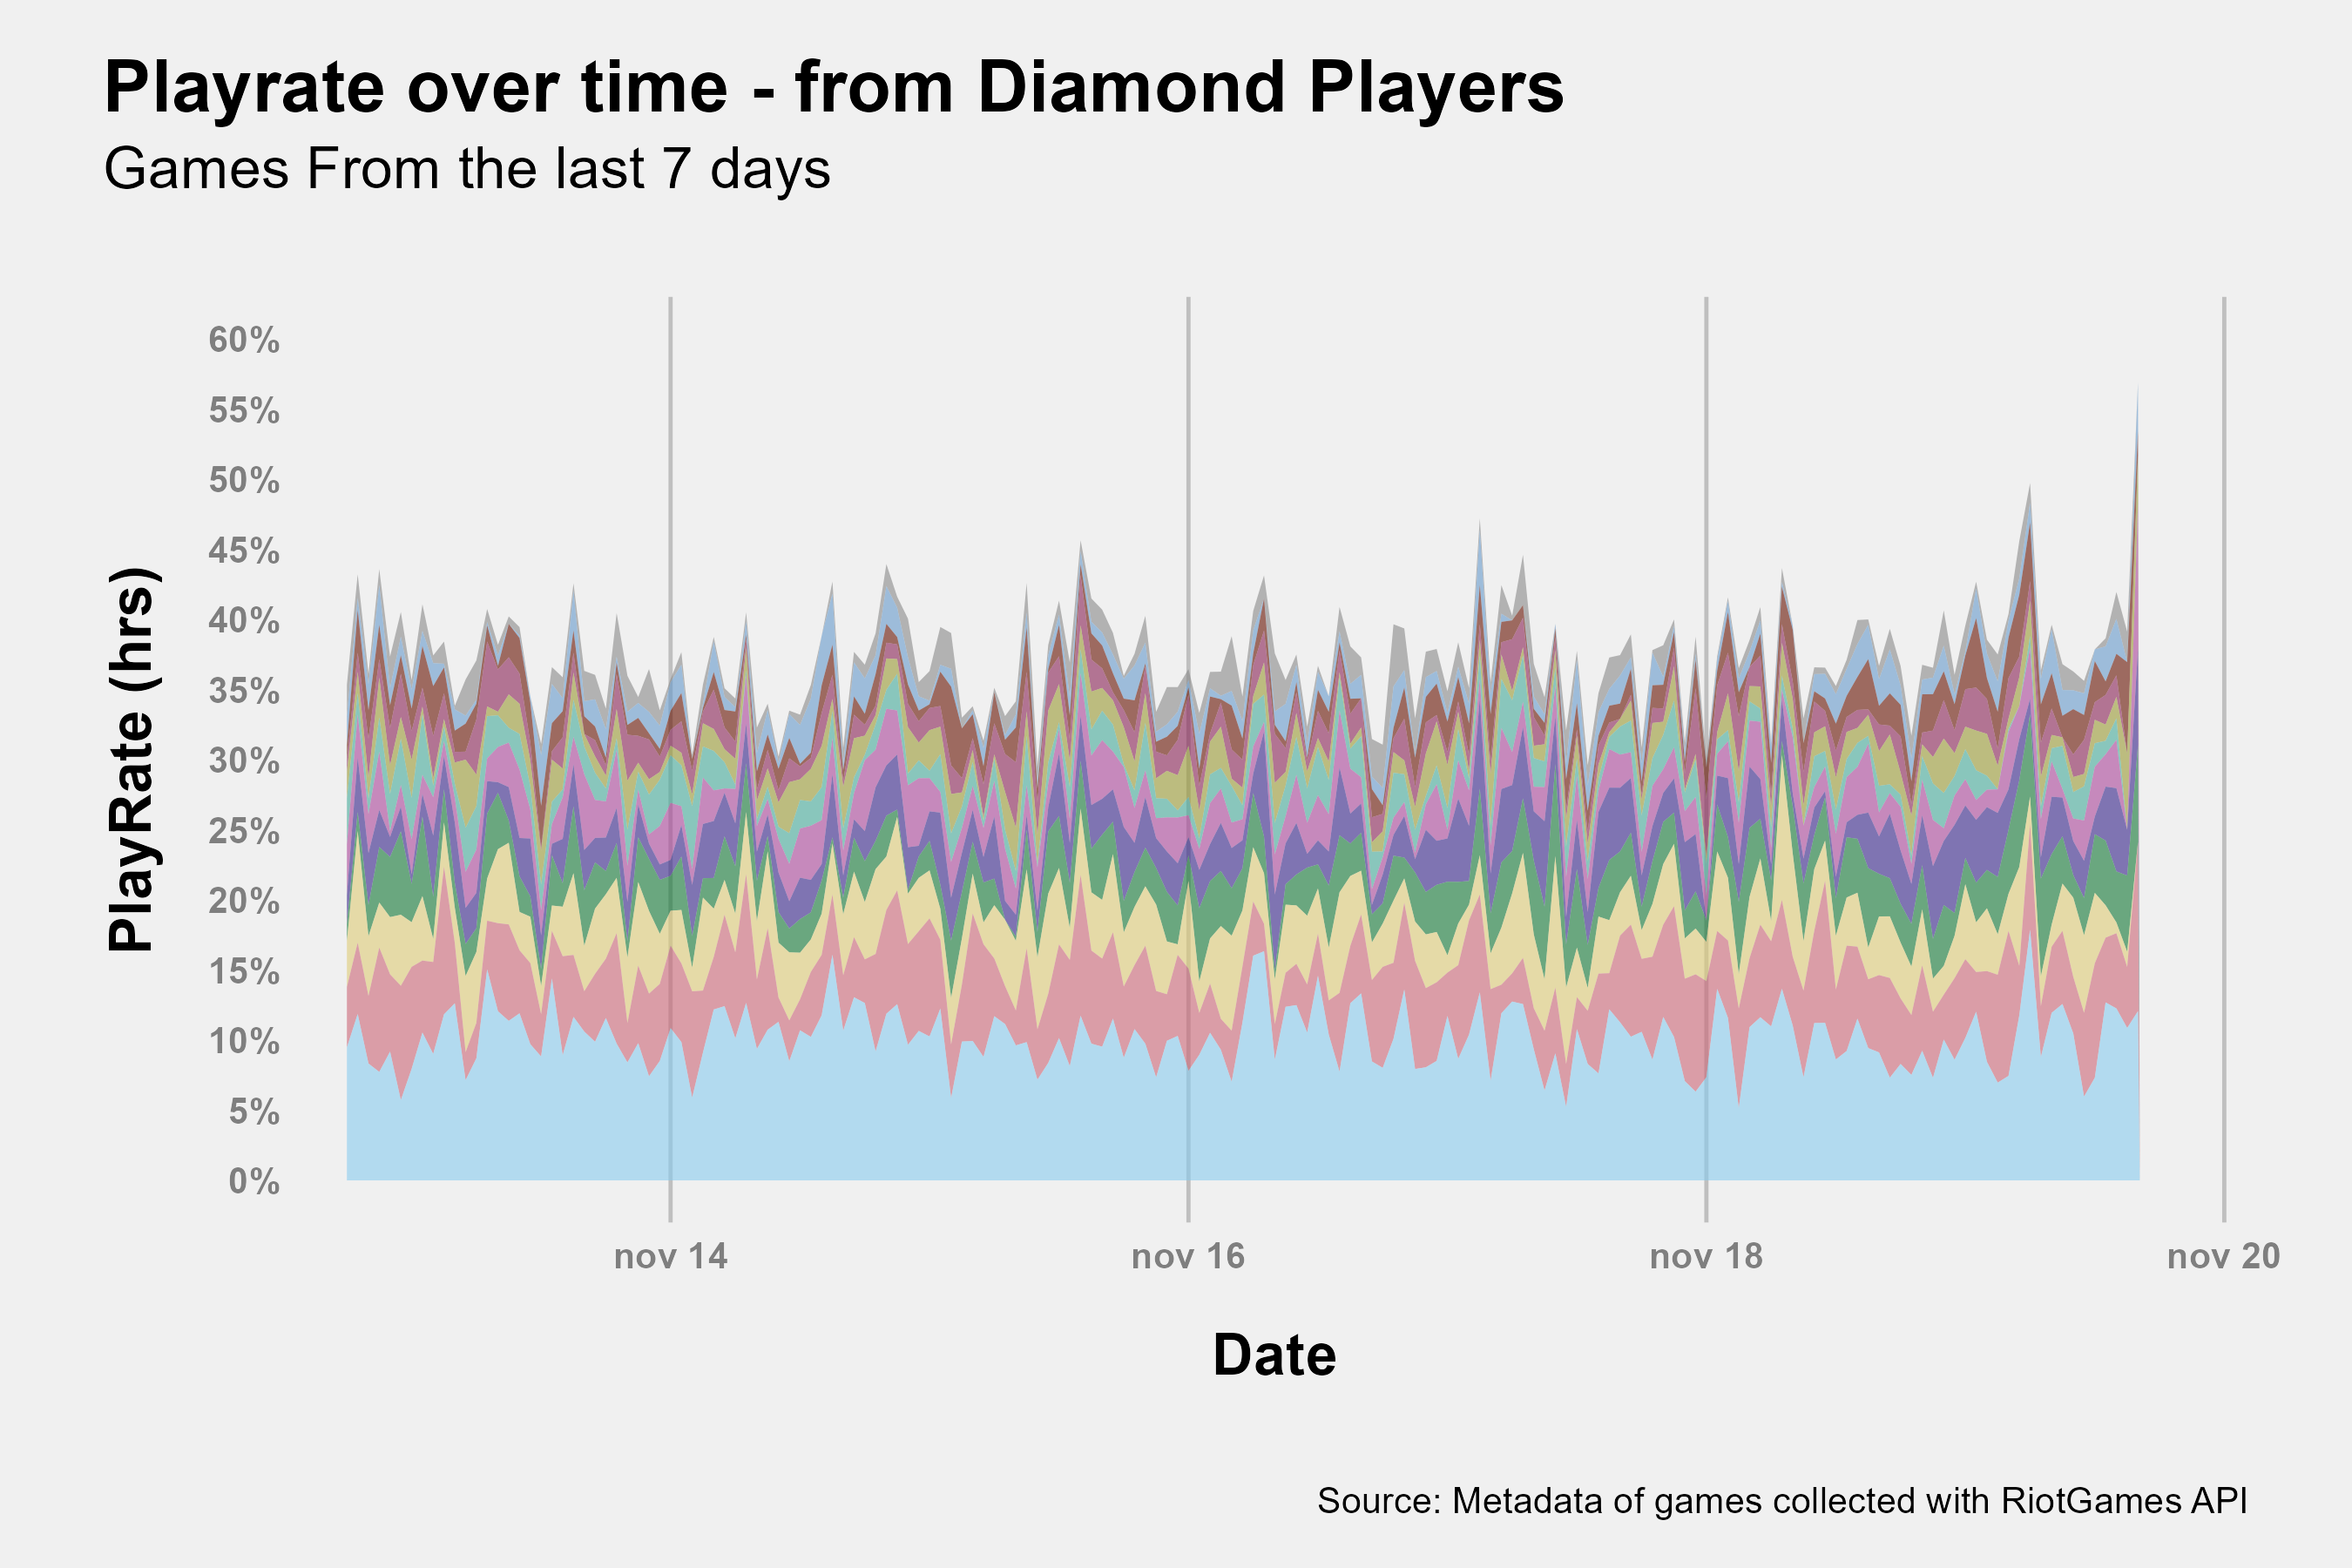 Playrate over time - from Diamond Players
Games From the last 7 days
60%
55%
50%
45%
40%
35%
30%
25%
20%
15%
10%
5%
0%
PlayRate (hrs)
nov 14
nov 16
nov 18
nov 20
Date
Source: Metadata of games collected with RiotGames API